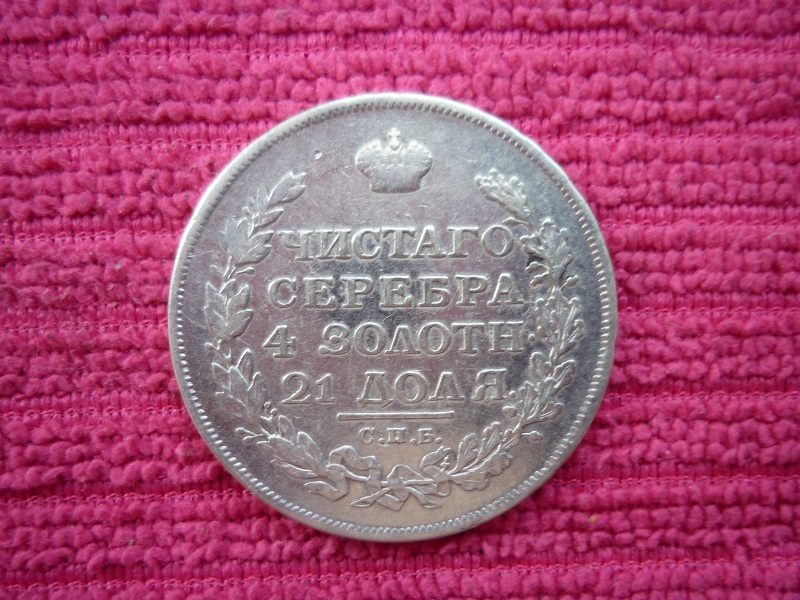 ЧИСТАГО
СЕРЕБРА
4 ЗОЛОТН
21 ДОЛЯ
С.П.Б.